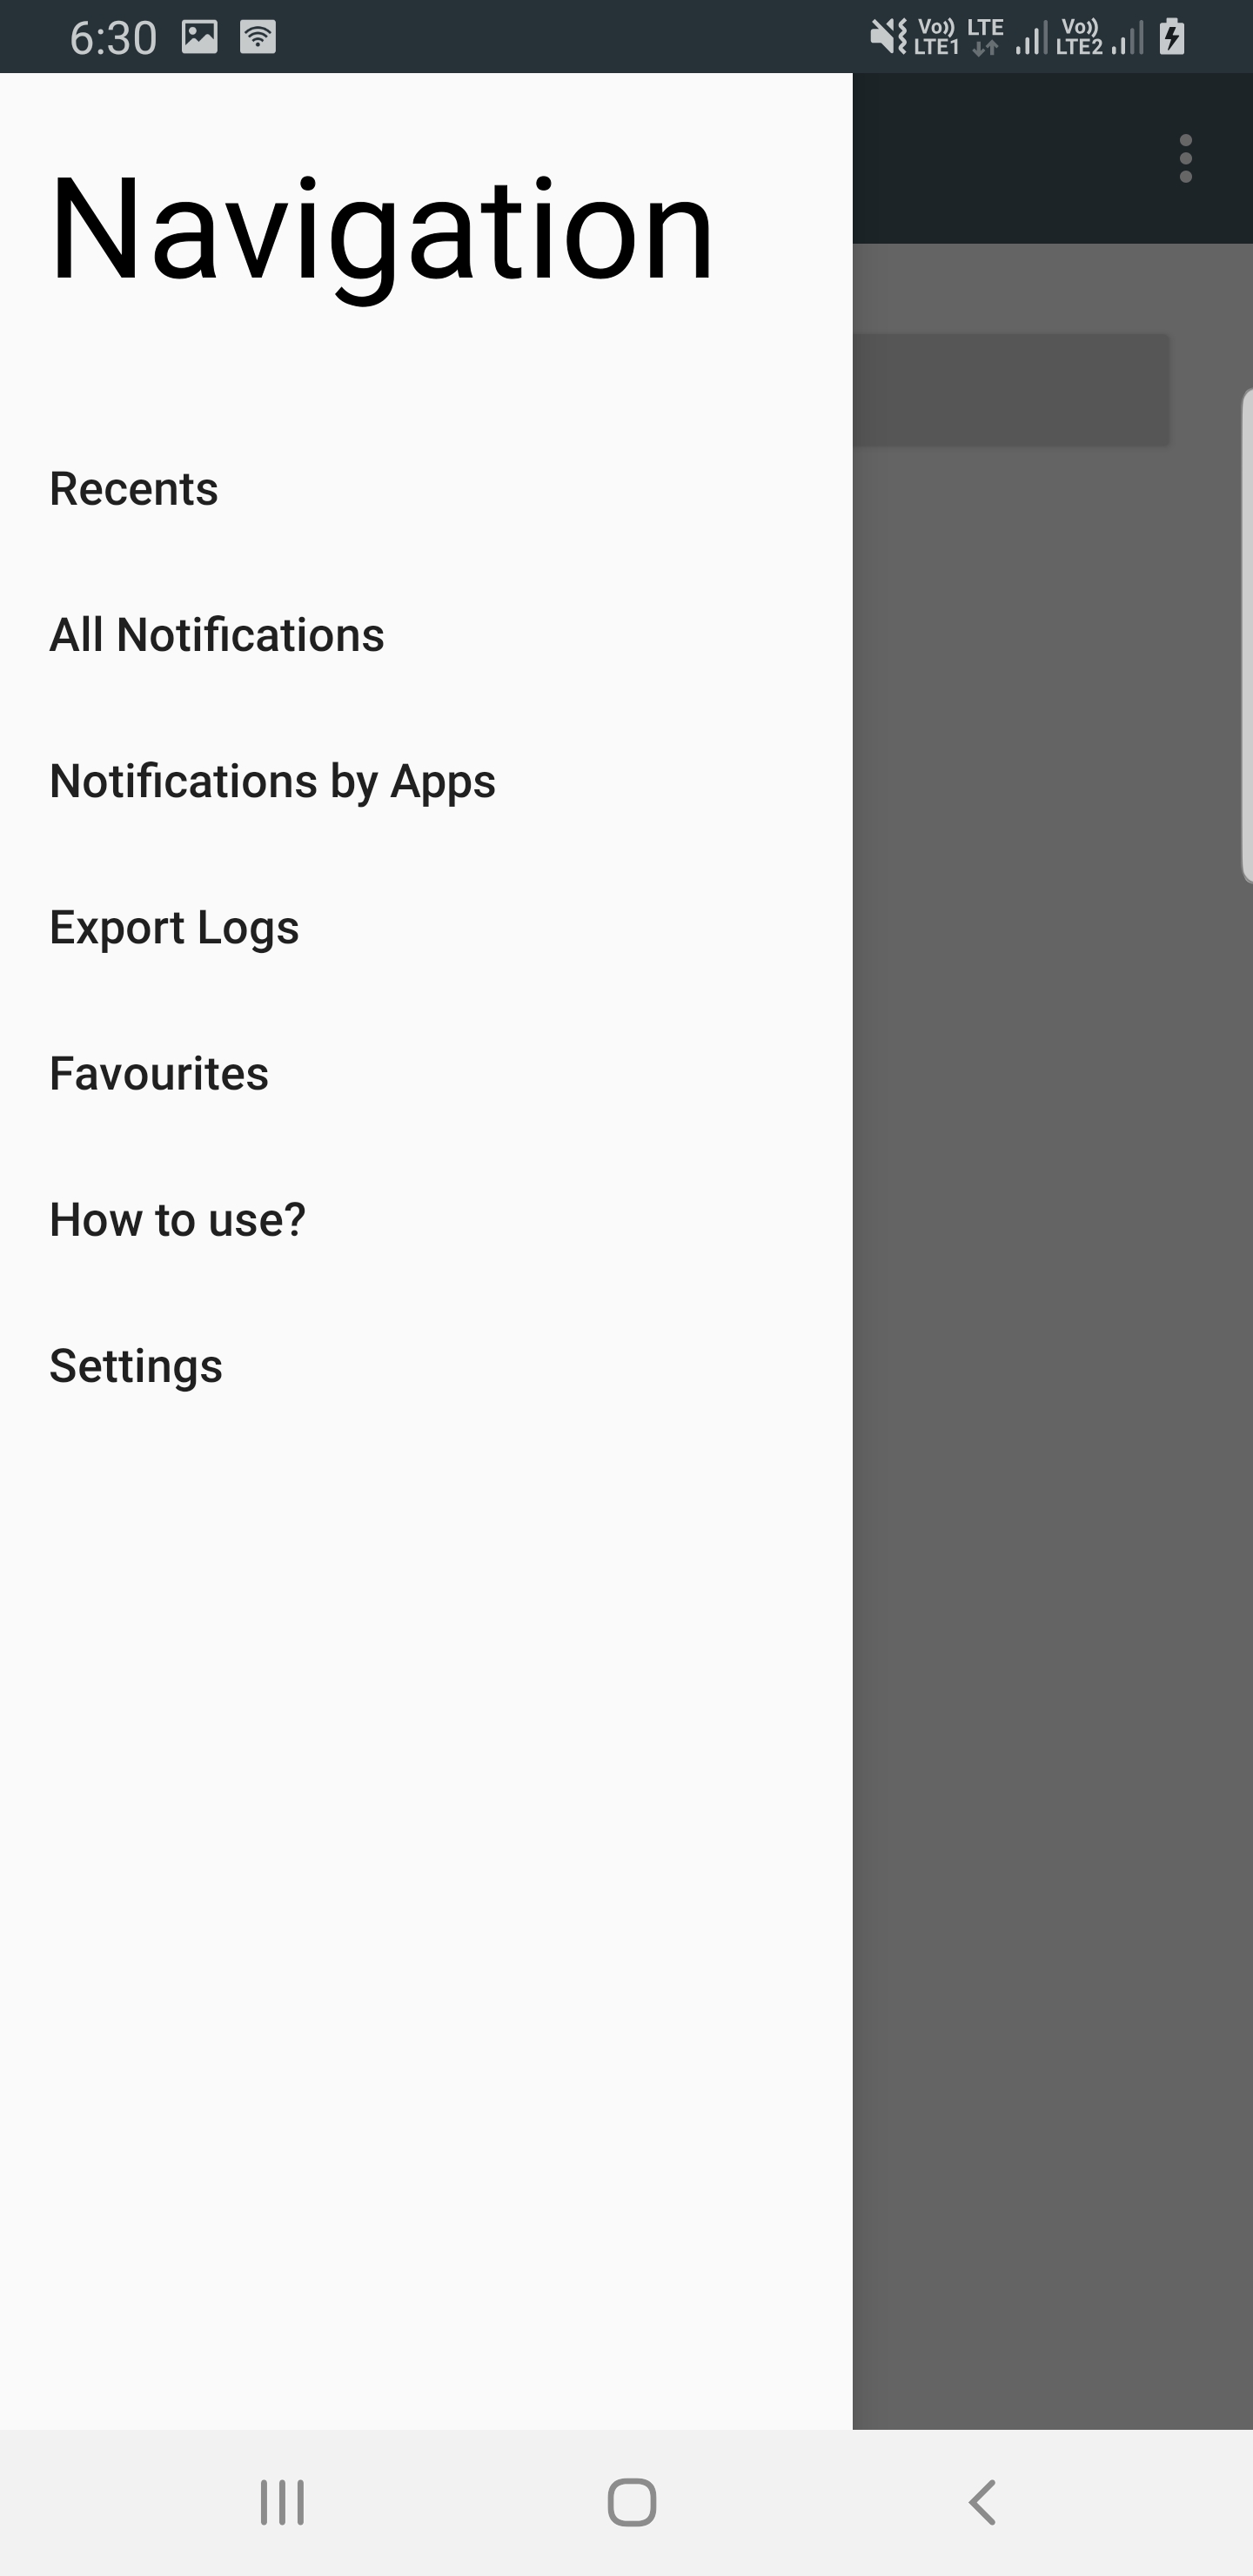 6:30 Vo)) LTE1 LTE Vo)) LTE2
Navigation
Recents
All Notifications
Notifications by Apps
Export Logs
Favourites
How to use?
Settings